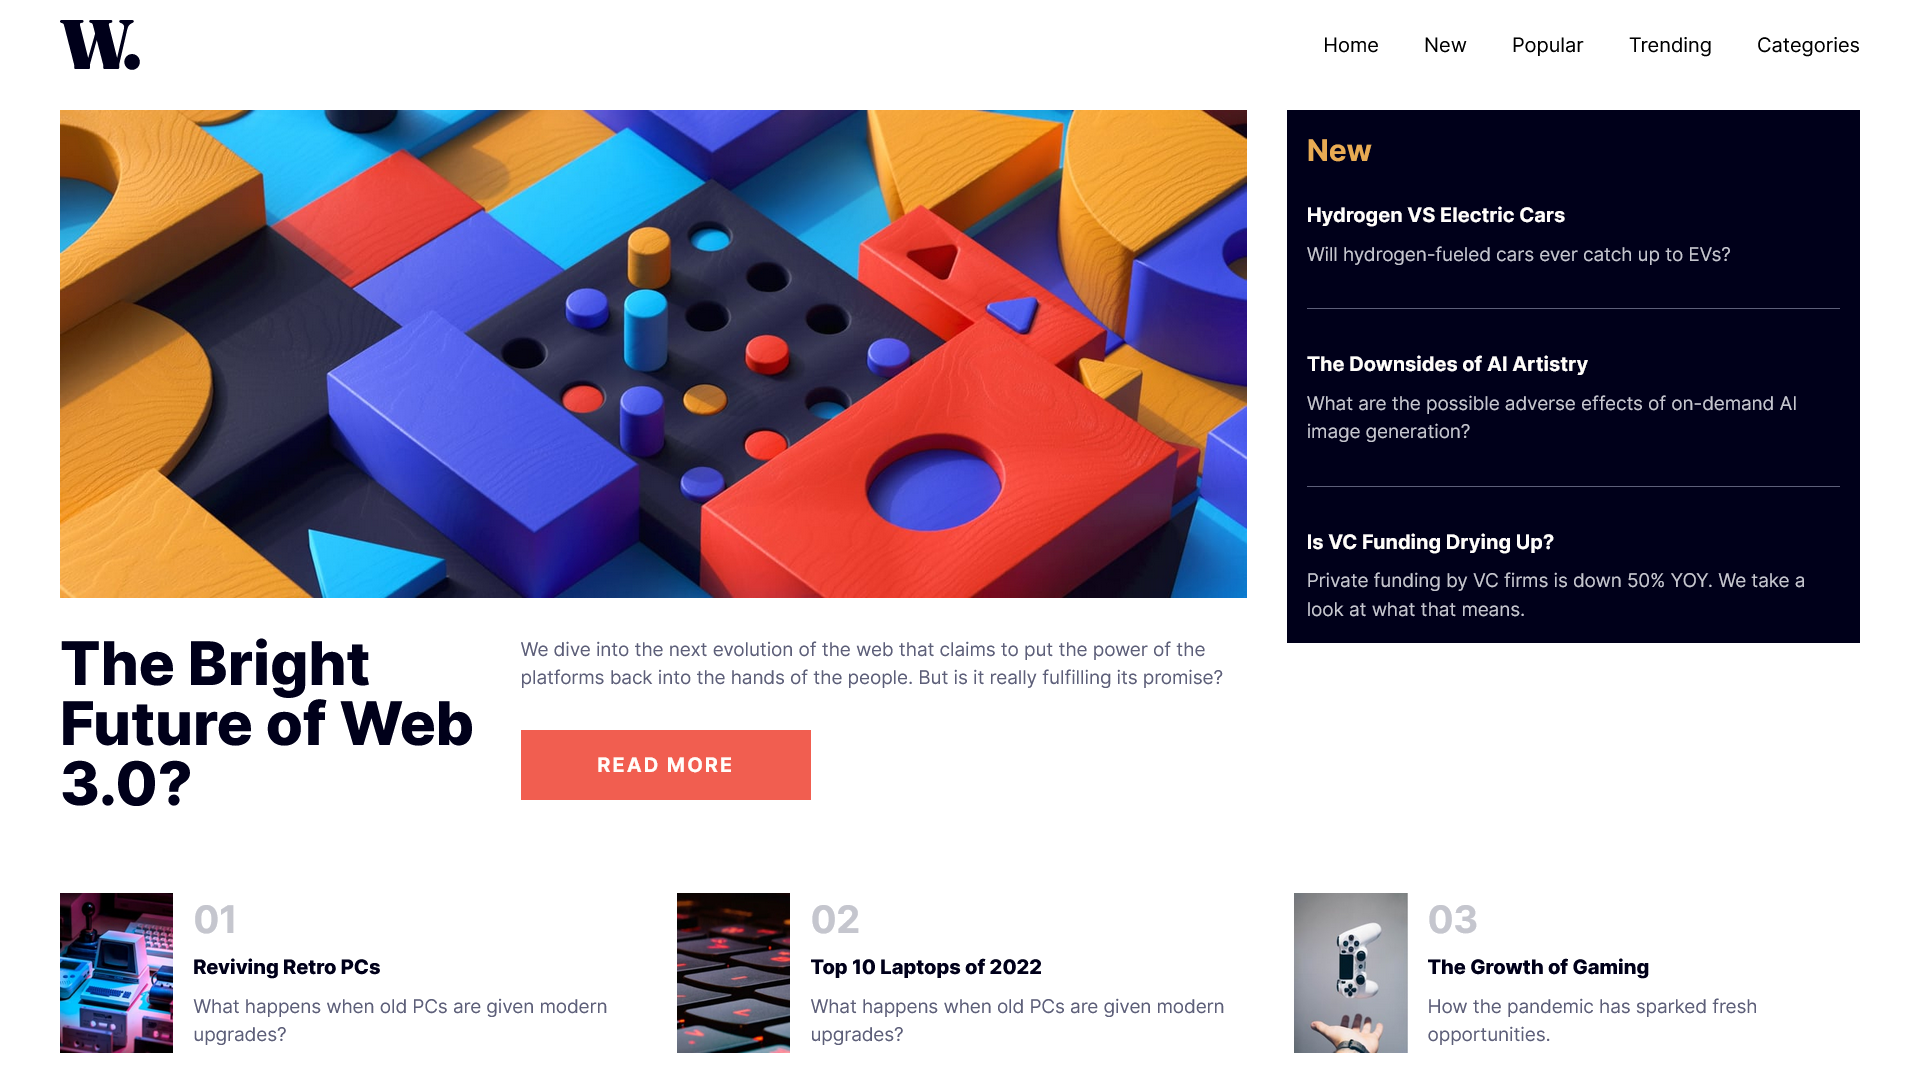 W.
Home New Popular Trending Categories
New
Hydrogen VS Electric Cars
Will hydrogen-fueled cars ever catch up to EVs?
The Downsides of AI Artistry
What are the possible adverse effects of on-demand AI
image generation?
Is VC Funding Drying Up?
Private funding by VC firms is down 50% YOY. We take a
look at what that means.
The Bright
Future of Web
3.0?
We dive into the next evolution of the web that claims to put the power of the
platforms back into the hands of the people. But is it really fulfilling its promise?
READ MORE
01
Reviving Retro PCs
What happens when old PCs are given modern
upgrades?
02
Top 10 Laptops of 2022
What happens when old PCs are given modern
upgrades?
03
The Growth of Gaming
How the pandemic has sparked fresh
opportunities.